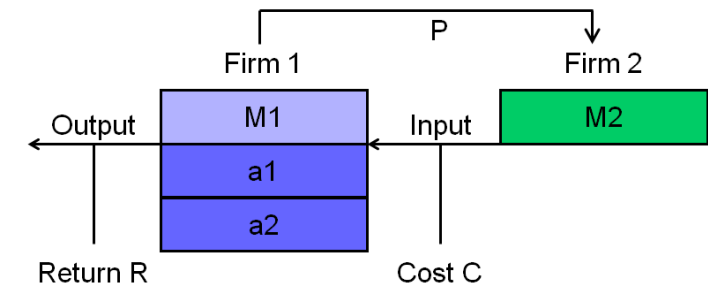 P
Firm 1
Firm 2
Output
M1
Input
M2
a1
a2
Return R
Cost C